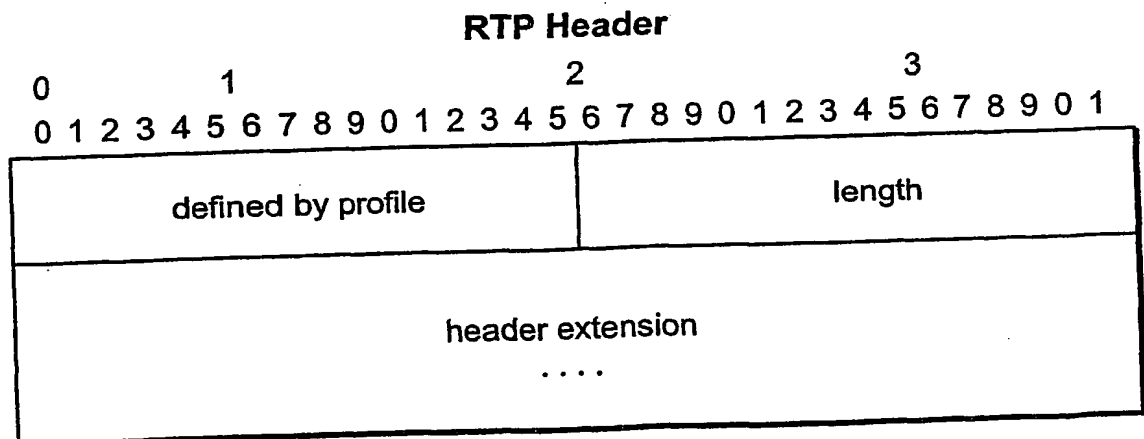 RTP Header
0 1 2 3
0 1 2 3 4 5 6 7 8 9 0 1 2 3 4 5 6 7 8 9 0 1 2 3 4 5 6 7 8 9 0 1
defined by profile length
header extension
....